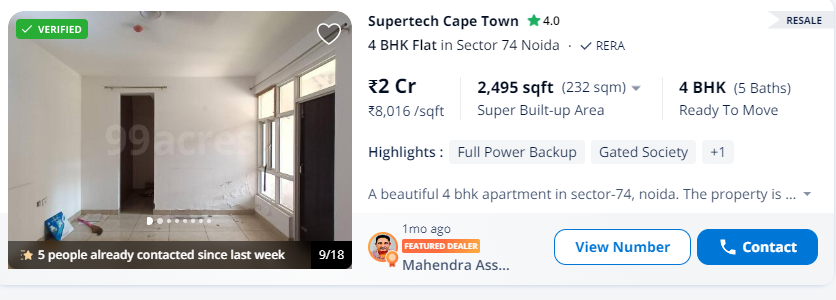 VERIFIED
99acres
5 people already contacted since last week
9/18
Supertech Cape Town 4.0
RESALE
4 BHK Flat in Sector 74 Noida · RERA
₹2 Cr
₹8,016 /sqft
2,495 sqft (232 sqm)
Super Built-up Area
4 BHK (5 Baths)
Ready To Move
Highlights : Full Power Backup Gated Society +1
A beautiful 4 bhk apartment in sector-74, noida. The property is ...
1mo ago
FEATURED DEALER
Mahendra Ass...
View Number
Contact